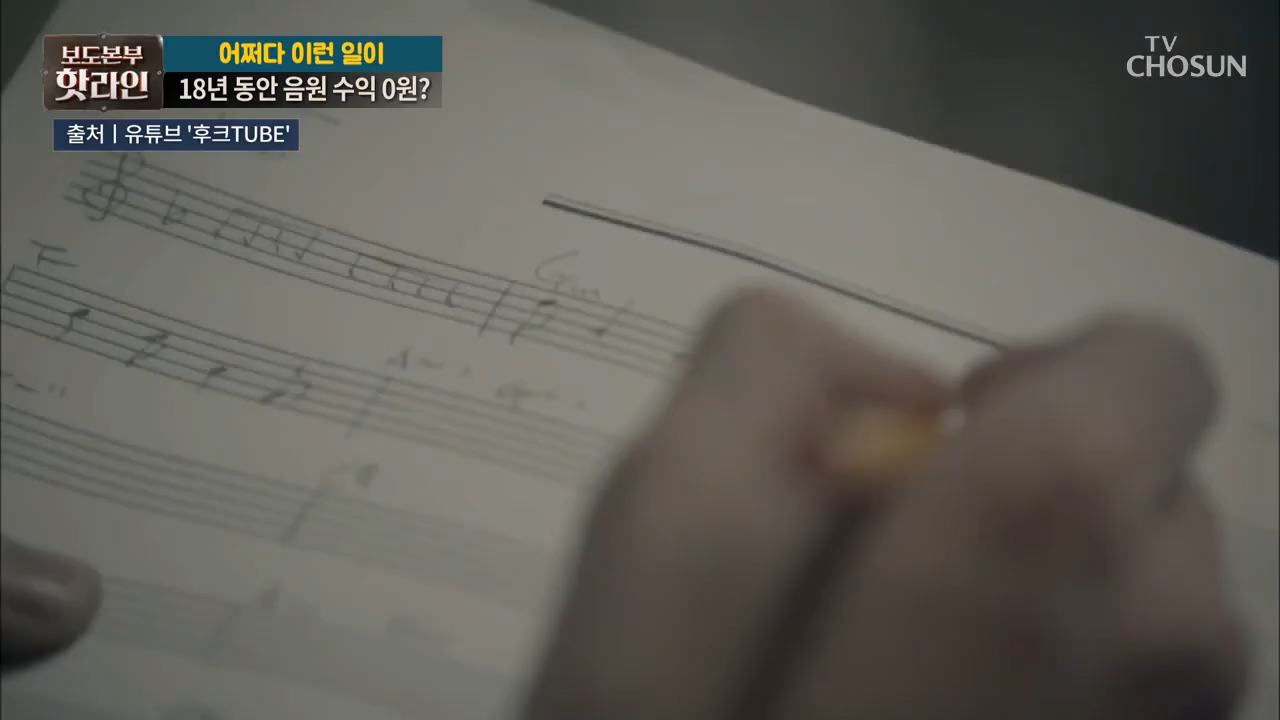 보도본부
핫라인
어쩌다 이런 일이
18년 동안 음원 수익 0원?
출처 | 유튜브 '후크TUBE'
TV
CHOSUN
F
Gm